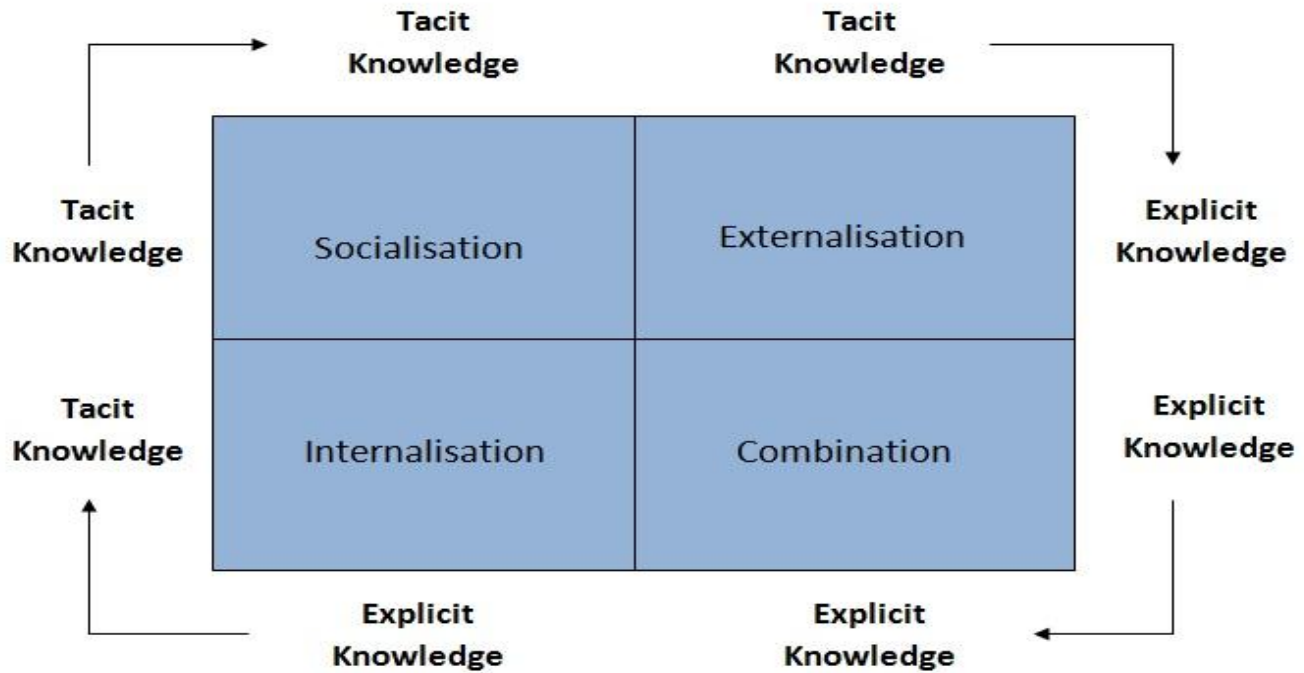 Tacit
Knowledge
Tacit
Knowledge
Tacit
Knowledge
Socialisation
Externalisation
Explicit
Knowledge
Tacit
Knowledge
Internalisation
Combination
Explicit
Knowledge
Explicit
Knowledge
Explicit
Knowledge